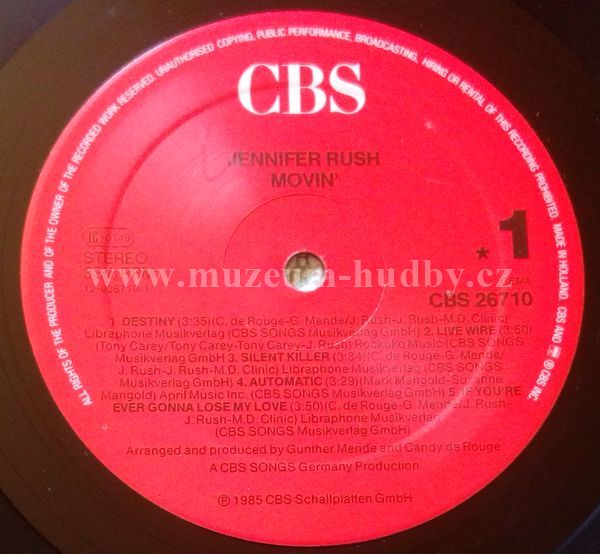 ALL RIGHTS OF THE PRODUCER AND OF THE OWNER OF THE RECORDED WORK RESERVED. UNAUTHORISED COPYING, PUBLIC PERFORMANCE, BROADCASTING, HIRING OR RENTAL OF THIS RECORDING PROHIBITED. MADE IN HOLLAND. CBS AND ® CBS INC.
CBS
JENNIFER RUSH
MOVIN'
LC 0149
STEREO
* 1
www.muzeum-hudby.cz
CBS 26710
1. DESTINY (3:35)(C. de Rouge-G. Mende/J. Rush-J. Rush-M.D. Clinic)
Libraphone Musikverlag (CBS SONGS Musikverlag GmbH) 2. LIVE WIRE (3:50)
(Tony Carey/Tony Carey-Tony Carey-J. Rush) Rockoko Music (CBS SONGS
Musikverlag GmbH 3. SILENT KILLER (3:34)(C. de Rouge-G. Mende/
J. Rush-J. Rush-M.D. Clinic) Libraphone Musikverlag (CBS SONGS
Musikverlag GmbH) 4. AUTOMATIC (3:29)(Mark Mangold-Suzanne
Mangold) April Music Inc. (CBS SONGS Musikverlag GmbH) 5. IF YOU'RE
EVER GONNA LOSE MY LOVE (3:50)(C. de Rouge-G. Mende/J. Rush-
J. Rush-M.D. Clinic) Libraphone Musikverlag
(CBS SONGS Musikverlag GmbH)
Arranged and produced by Gunther Mende and Candy de Rouge
A CBS SONGS Germany Production
℗ 1985 CBS Schallplatten GmbH